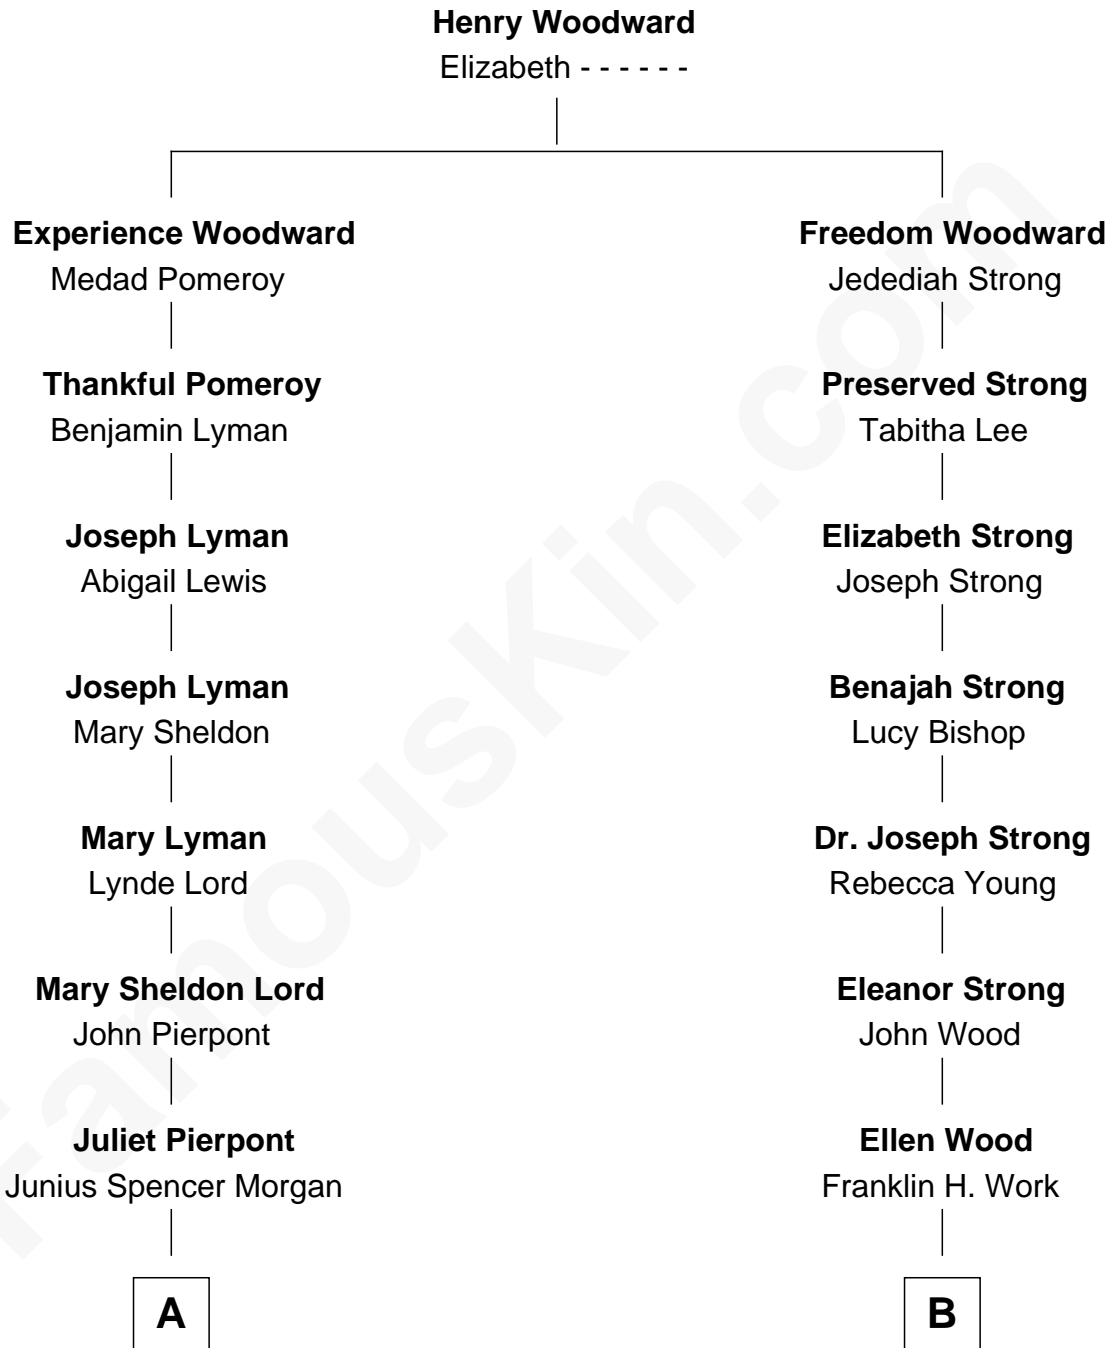 Henry Woodward
Elizabeth - - - - - -
Experience Woodward
Medad Pomeroy
Freedom Woodward
Jedediah Strong
Thankful Pomeroy
Benjamin Lyman
Preserved Strong
Tabitha Lee
Joseph Lyman
Abigail Lewis
Elizabeth Strong
Joseph Strong
Joseph Lyman
Mary Sheldon
Benajah Strong
Lucy Bishop
Mary Lyman
Lynde Lord
Dr. Joseph Strong
Rebecca Young
Mary Sheldon Lord
John Pierpont
Eleanor Strong
John Wood
Juliet Pierpont
Junius Spencer Morgan
Ellen Wood
Franklin H. Work
A
B
FamousKin.com